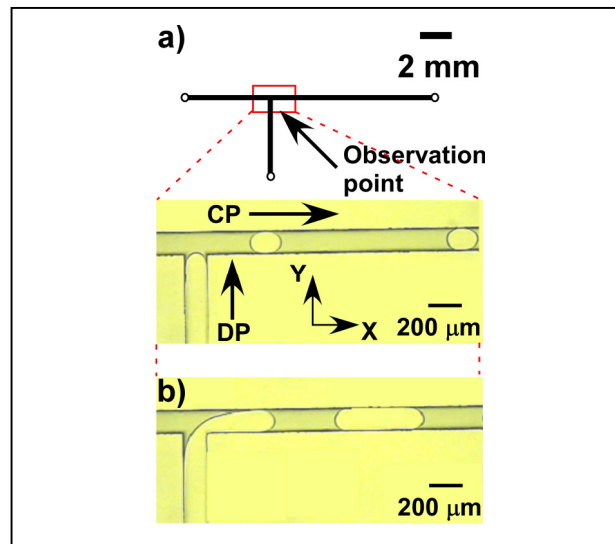 a)
2 mm
Observation
point
CP
Y
X
DP
200 μm
b)
200 μm